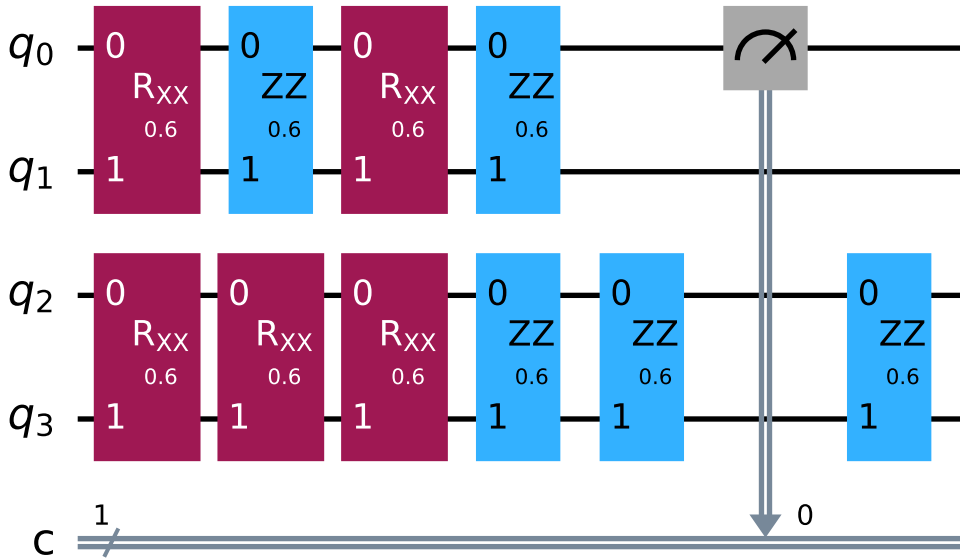 q0 0 0 0 0
RXX ZZ RXX ZZ
0.6 0.6 0.6 0.6
q1 1 1 1 1
q2 0 0 0 0 0 0
RXX RXX RXX ZZ ZZ ZZ
0.6 0.6 0.6 0.6 0.6 0.6
q3 1 1 1 1 1 1
1 0
c